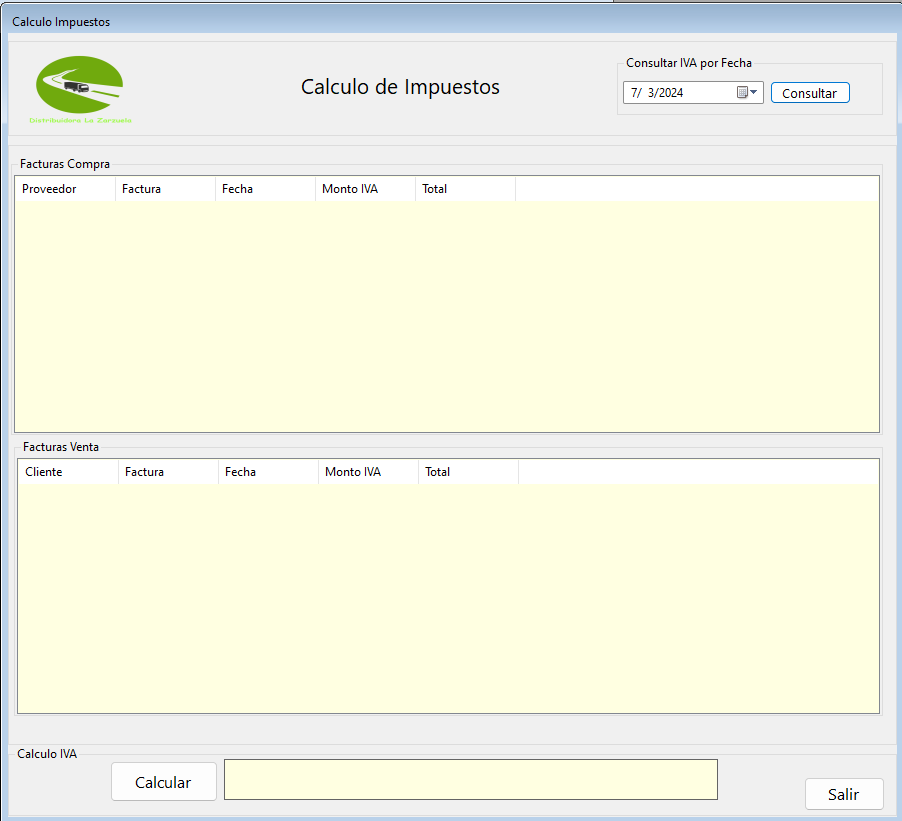 Calculo Impuestos
Distribuidora La Zarzuela
Calculo de Impuestos
Consultar IVA por Fecha
7/ 3/2024
Consultar
Facturas Compra
Proveedor Factura Fecha Monto IVA Total
Facturas Venta
Cliente Factura Fecha Monto IVA Total
Calculo IVA
Calcular
Salir